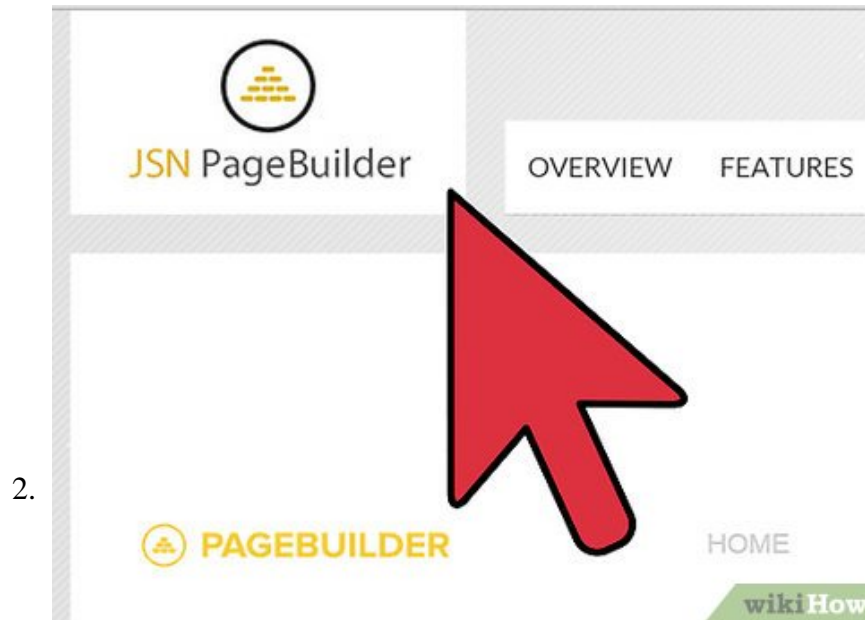 JSN PageBuilder
OVERVIEW FEATURES
2.
PAGEBUILDER
HOME
wikiHow